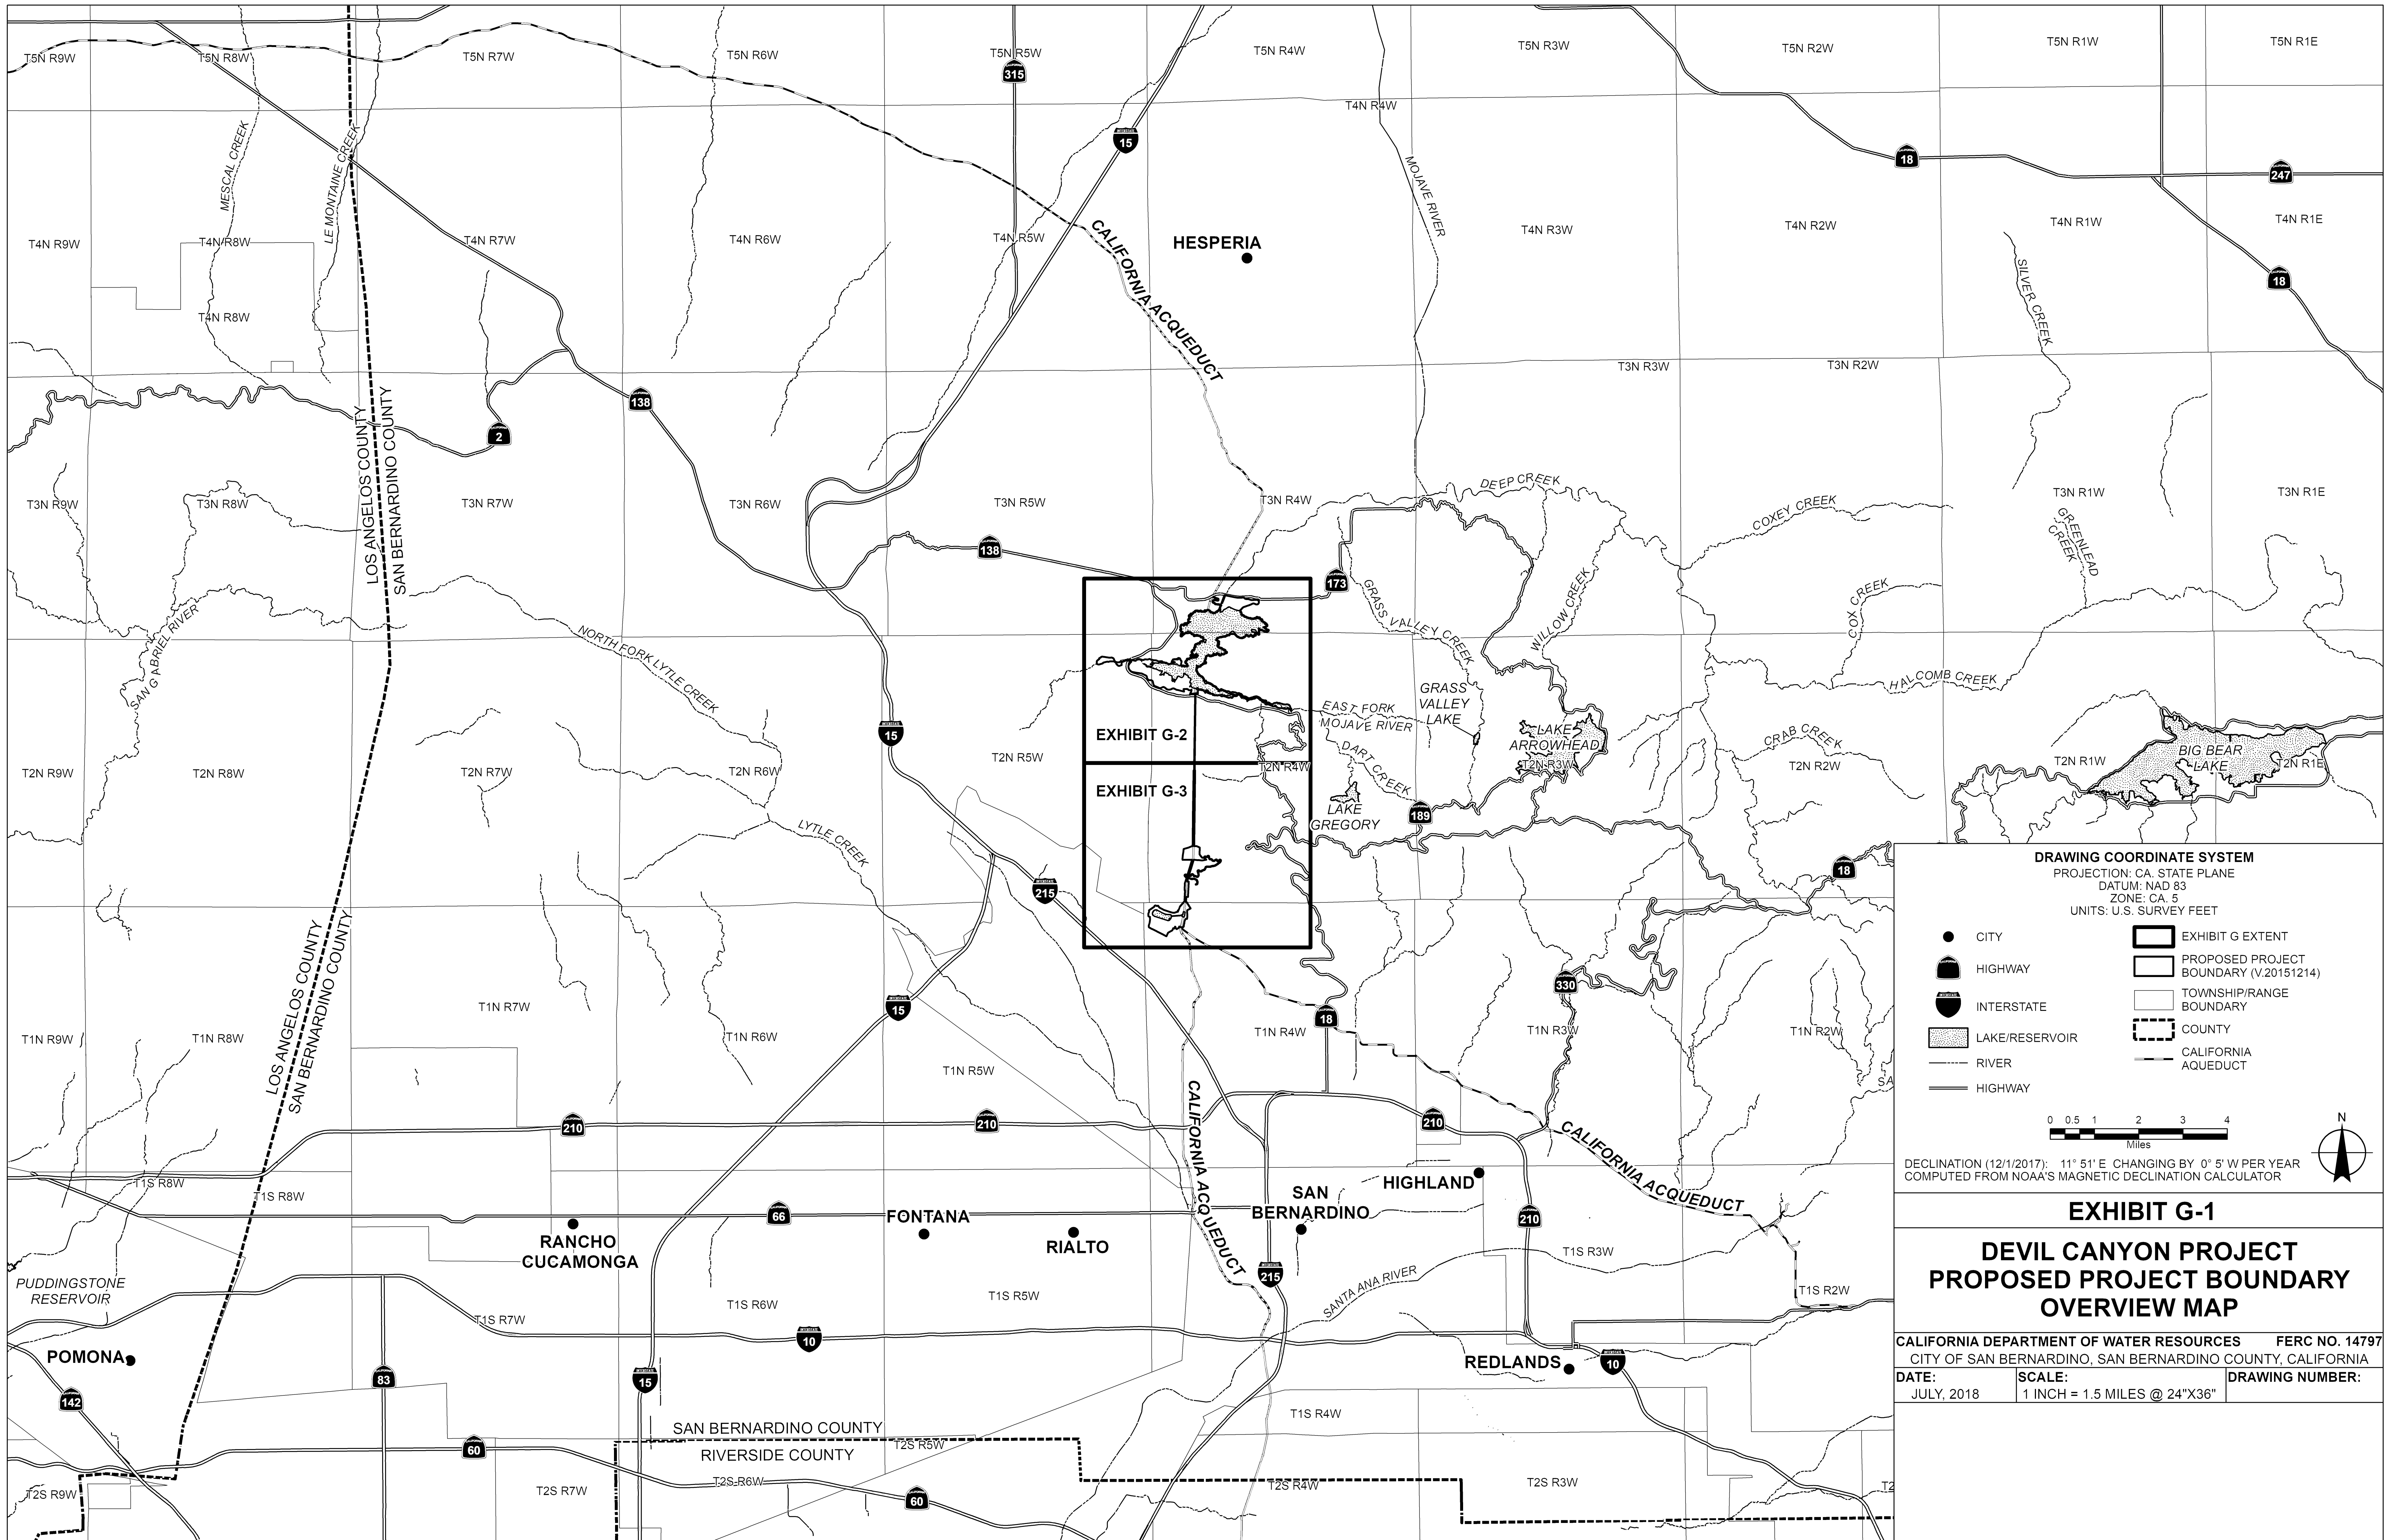 T5N R9W
T5N R8W
T5N R7W
T5N R6W
T5N R5W
T5N R4W
T5N R3W
T5N R2W
T5N R1W
T5N R1E
315
T4N R4W
15
18
247
MESCAL CREEK
LE MONTAINE CREEK
MOJAVE RIVER
T4N R9W
T4N R8W
T4N R7W
T4N R6W
T4N R5W
CALIFORNIA ACQUEDUCT
HESPERIA
T4N R3W
T4N R2W
T4N R1W
T4N R1E
SILVER CREEK
18
T4N R8W
T3N R3W
T3N R2W
138
2
LOS ANGELOS COUNTY
SAN BERNARDINO COUNTY
T3N R9W
T3N R8W
T3N R7W
T3N R6W
T3N R5W
T3N R4W
DEEP CREEK
COXEY CREEK
T3N R1W
T3N R1E
GREENLEAD
CREEK
138
173
GRASS VALLEY CREEK
WILLOW CREEK
COX CREEK
SAN GABRIEL RIVER
NORTH FORK LYTLE CREEK
HALCOMB CREEK
EAST FORK
MOJAVE RIVER
GRASS
VALLEY
LAKE
LAKE
ARROWHEAD
T2N R3W
CRAB CREEK
T2N R2W
BIG BEAR
LAKE
T2N R1W
T2N R1E
15
EXHIBIT G-2
T2N R9W
T2N R8W
T2N R7W
T2N R6W
T2N R5W
T2N R4W
DART CREEK
EXHIBIT G-3
LAKE
GREGORY
189
LYTLE CREEK
215
18
LOS ANGELOS COUNTY
SAN BERNARDINO COUNTY
330
15
18
T1N R9W
T1N R8W
T1N R7W
T1N R6W
T1N R5W
T1N R4W
T1N R3W
T1N R2W
SA
CALIFORNIA ACQUEDUCT
210
210
210
CALIFORNIA ACQUEDUCT
T1S R8W
T1S R8W
HIGHLAND
66
RANCHO
CUCAMONGA
FONTANA
RIALTO
SAN
BERNARDINO
210
T1S R3W
PUDDINGSTONE
RESERVOIR
215
SANTA ANA RIVER
T1S R2W
T1S R7W
T1S R6W
T1S R5W
10
POMONA
83
15
REDLANDS
10
142
T1S R4W
SAN BERNARDINO COUNTY
RIVERSIDE COUNTY
60
T2S R5W
T2S R9W
T2S R7W
T2S R6W
60
T2S R4W
T2S R3W
T2
DRAWING COORDINATE SYSTEM
PROJECTION: CA. STATE PLANE
DATUM: NAD 83
ZONE: CA. 5
UNITS: U.S. SURVEY FEET
CITY
HIGHWAY
INTERSTATE
LAKE/RESERVOIR
RIVER
HIGHWAY
EXHIBIT G EXTENT
PROPOSED PROJECT
BOUNDARY (V.20151214)
TOWNSHIP/RANGE
BOUNDARY
COUNTY
CALIFORNIA
AQUEDUCT
0 0.5 1 2 3 4
Miles
N
DECLINATION (12/1/2017): 11° 51' E CHANGING BY 0° 5' W PER YEAR
COMPUTED FROM NOAA'S MAGNETIC DECLINATION CALCULATOR
EXHIBIT G-1
DEVIL CANYON PROJECT
PROPOSED PROJECT BOUNDARY
OVERVIEW MAP
CALIFORNIA DEPARTMENT OF WATER RESOURCES FERC NO. 14797
CITY OF SAN BERNARDINO, SAN BERNARDINO COUNTY, CALIFORNIA
DATE:
JULY, 2018
SCALE:
1 INCH = 1.5 MILES @ 24"X36"
DRAWING NUMBER: